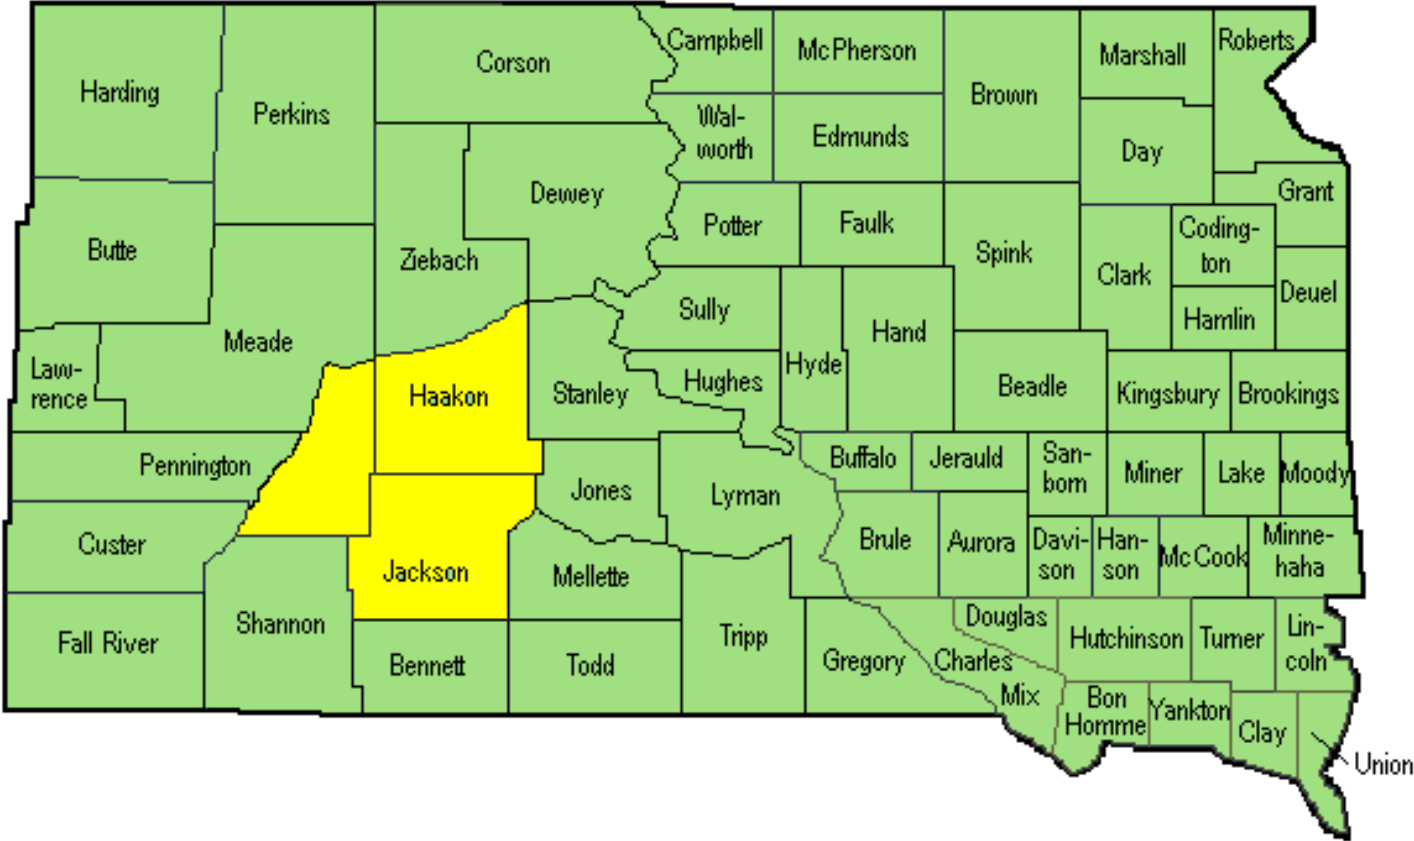 Harding
Perkins
Corson
Campbell
McPherson
Brown
Marshall
Roberts
Wal-
worth
Edmunds
Day
Dewey
Grant
Butte
Ziebach
Potter
Faulk
Spink
Clark
Coding-
ton
Deuel
Hamlin
Meade
Sully
Hyde
Hand
Law-
rence
Haakon
Stanley
Hughes
Beadle
Kingsbury
Brookings
Pennington
Jones
Lyman
Buffalo
Jerauld
San-
born
Miner
Lake
Moody
Custer
Jackson
Mellette
Brule
Aurora
Davi-
son
Han-
son
McCook
Minne-
haha
Fall River
Shannon
Bennett
Todd
Tripp
Gregory
Charles
Mix
Douglas
Hutchinson
Turner
Lin-
coln
Bon
Homme
Yankton
Clay
Union